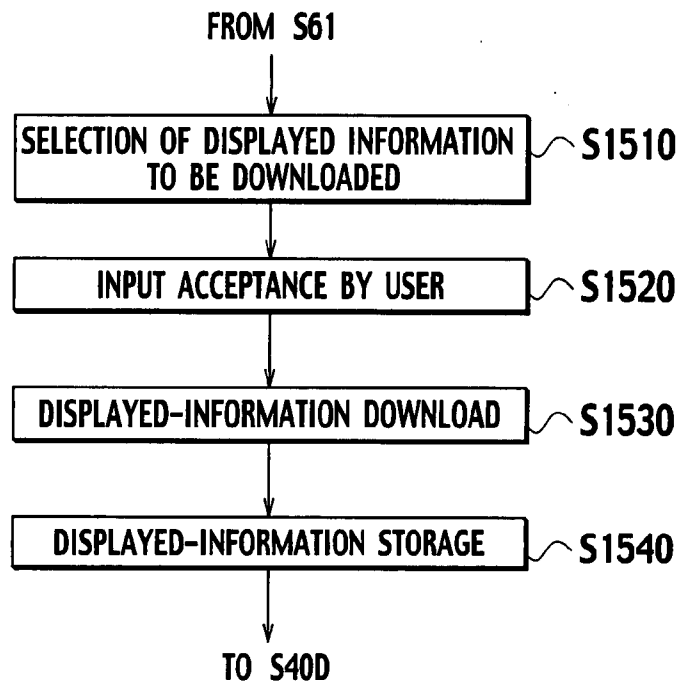 FROM S61
SELECTION OF DISPLAYED INFORMATION
TO BE DOWNLOADED
S1510
INPUT ACCEPTANCE BY USER
S1520
DISPLAYED-INFORMATION DOWNLOAD
S1530
DISPLAYED-INFORMATION STORAGE
S1540
TO S40D